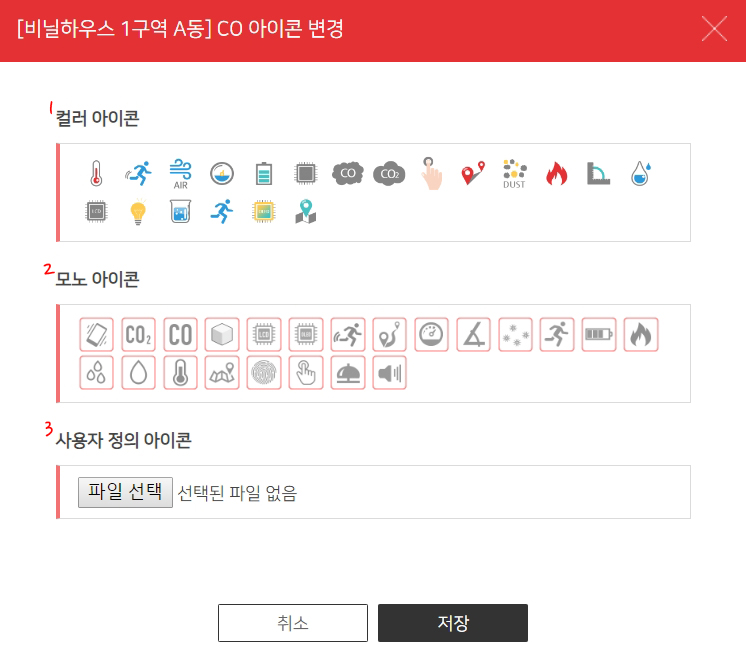 [비닐하우스 1구역 A동] CO 아이콘 변경
1
컬러 아이콘
CO CO₂
AIR DUST
2
모노 아이콘
CO₂ CO
3
사용자 정의 아이콘
파일 선택 선택된 파일 없음
취소 저장